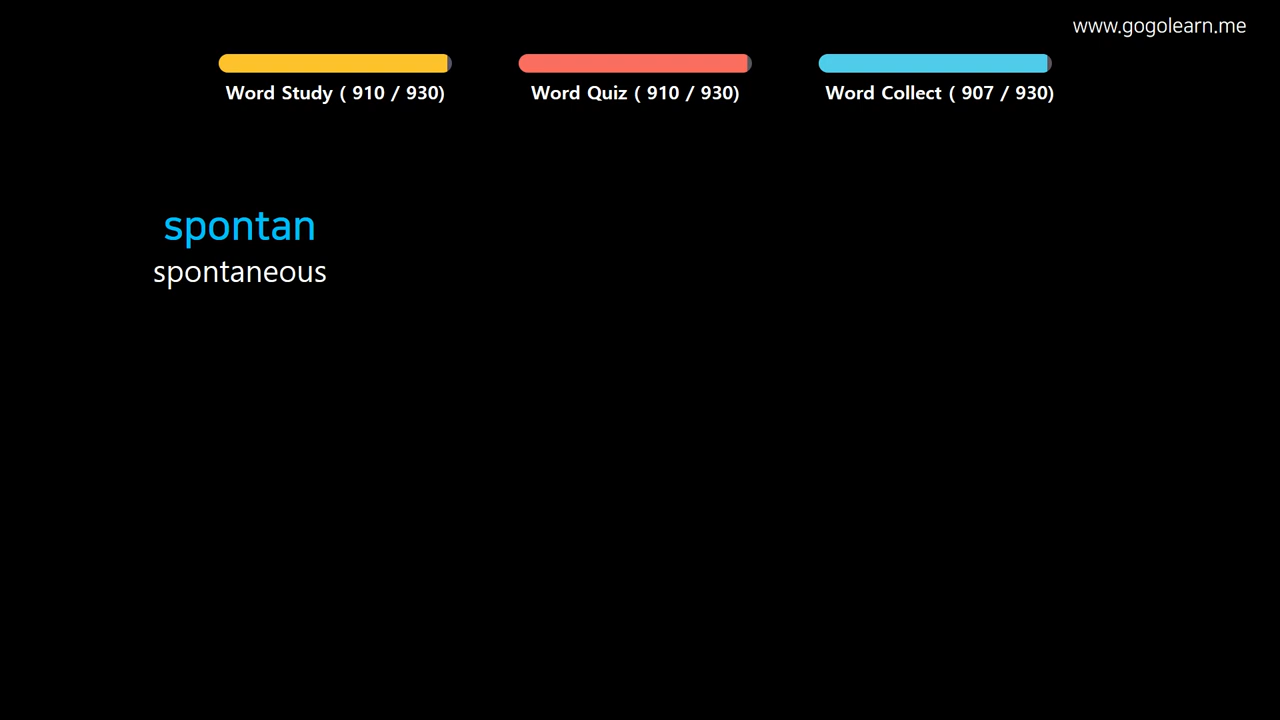 www.gogolearn.me
Word Study ( 910 / 930)
Word Quiz ( 910 / 930)
Word Collect ( 907 / 930)
spontan
spontaneous